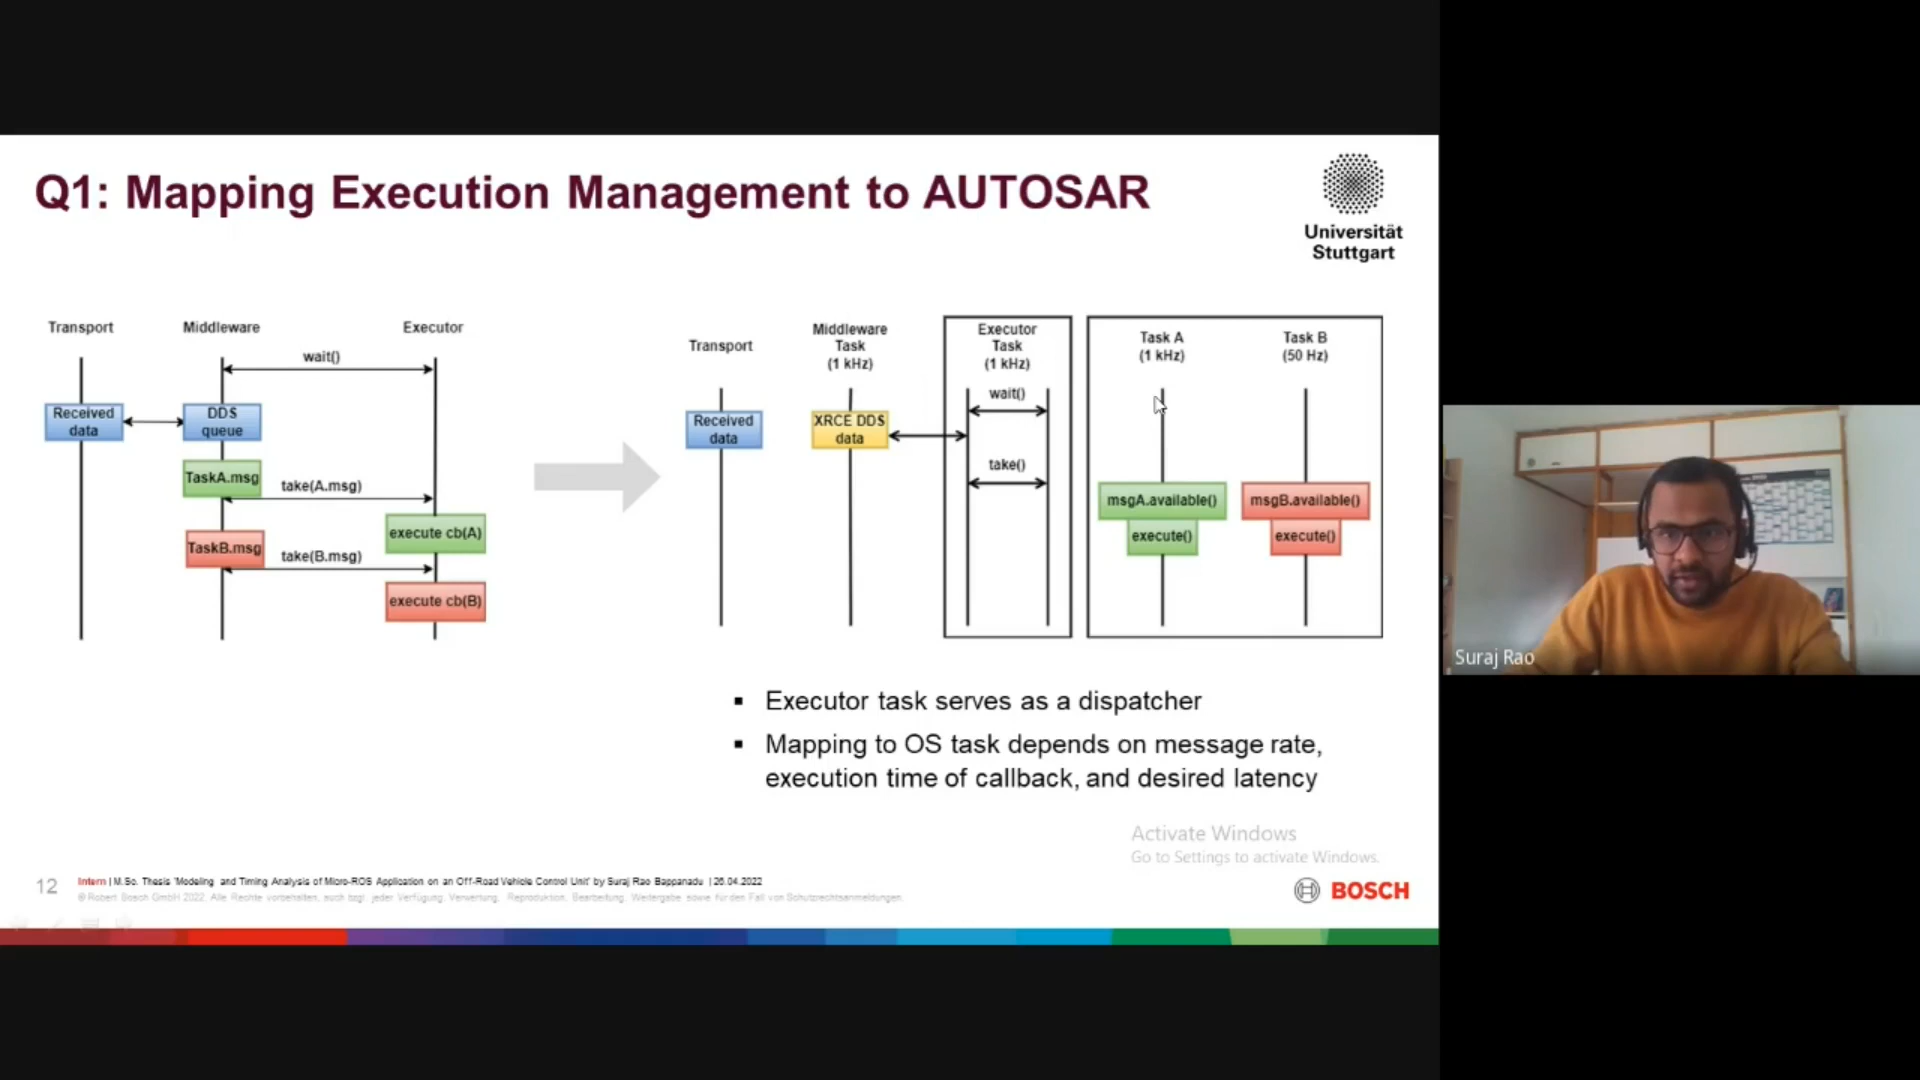 Q1: Mapping Execution Management to AUTOSAR
Universität
Stuttgart
Transport
Middleware
Executor
wait()
Received
data
DDS
queue
TaskA.msg
take(A.msg)
execute cb(A)
TaskB.msg
take(B.msg)
execute cb(B)
Transport
Middleware
Task
(1 kHz)
Executor
Task
(1 kHz)
Task A
(1 kHz)
Task B
(50 Hz)
wait()
Received
data
XRCE DDS
data
take()
msgA.available()
execute()
msgB.available()
execute()
▪ Executor task serves as a dispatcher
▪ Mapping to OS task depends on message rate,
execution time of callback, and desired latency
Activate Windows
Go to Settings to activate Windows.
12
Intern | M.Sc. Thesis 'Modeling and Timing Analysis of Micro-ROS Application on an Off-Road Vehicle Control Unit' by Suraj Rao Bappanadu | 26.04.2022
© Robert Bosch GmbH 2022. Alle Rechte vorbehalten, auch bzgl. jeder Verfügung, Verwertung, Reproduktion, Bearbeitung, Weitergabe sowie für den Fall von Schutzrechtsanmeldungen.
BOSCH
Suraj Rao